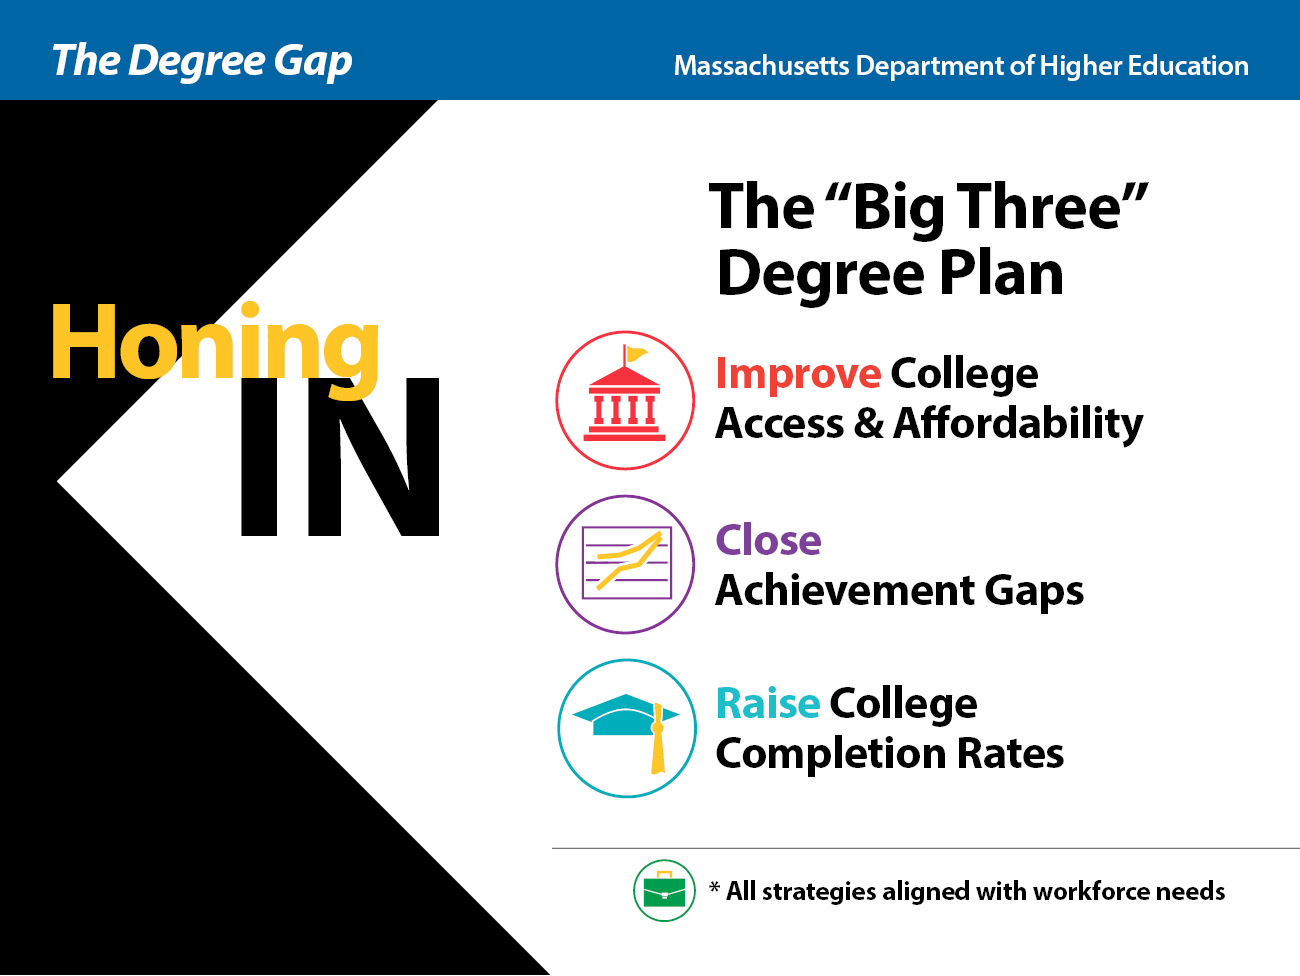 The Degree Gap
Massachusetts Department of Higher Education
Honing
IN
The “Big Three”
Degree Plan
Improve College
Access & Affordability
Close
Achievement Gaps
Raise College
Completion Rates
* All strategies aligned with workforce needs